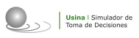 Usina | Simulador de
Toma de Decisiones